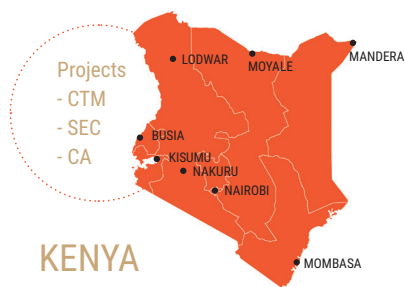 Projects
- CTM
- SEC
- CA
LODWAR
MOYALE
MANDERA
BUSIA
KISUMU
NAKURU
NAIROBI
MOMBASA
KENYA